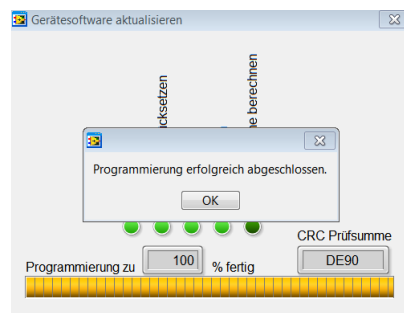 Gerätesoftware aktualisieren
Programmierung erfolgreich abgeschlossen.
OK
CRC Prüfsumme
Programmierung zu
100
% fertig
DE90